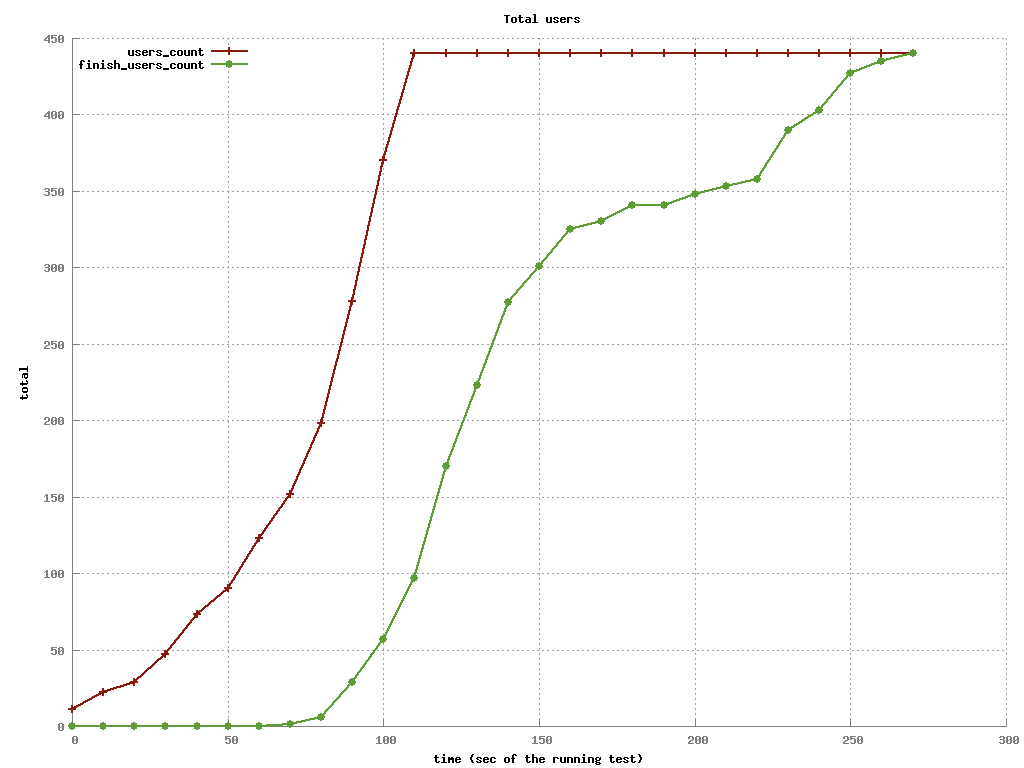 Total users
users_count
finish_users_count
450
400
350
300
250
200
150
100
50
0
total
0 50 100 150 200 250 300
time (sec of the running test)